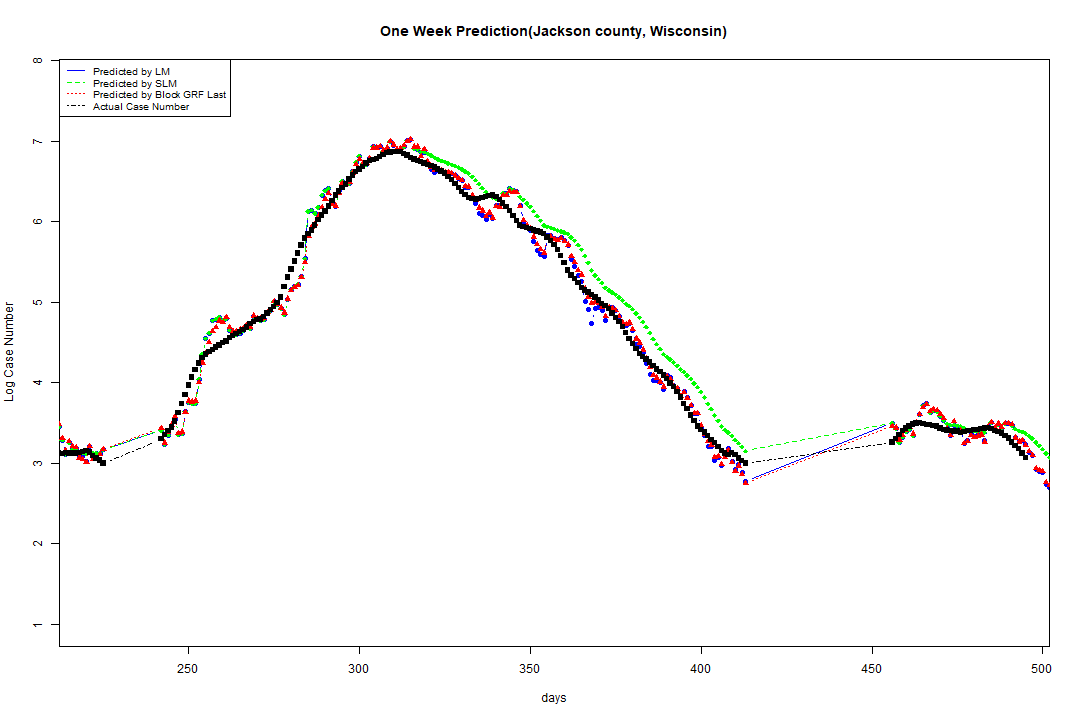 One Week Prediction(Jackson county, Wisconsin)
Predicted by LM
Predicted by SLM
Predicted by Block GRF Last
Actual Case Number
8
7
6
5
4
3
2
1
Log Case Number
250 300 350 400 450 500
days